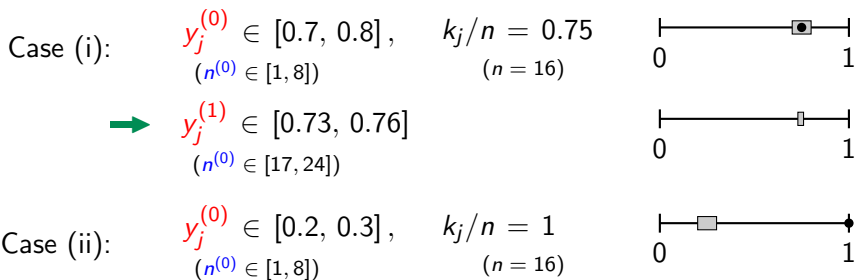 Case (i): y_j^(0) ∈ [0.7, 0.8], k_j/n = 0.75
(n^(0) ∈ [1, 8]) (n = 16)
0 1
y_j^(1) ∈ [0.73, 0.76]
(n^(0) ∈ [17, 24])
0 1
Case (ii): y_j^(0) ∈ [0.2, 0.3], k_j/n = 1
(n^(0) ∈ [1, 8]) (n = 16)
0 1